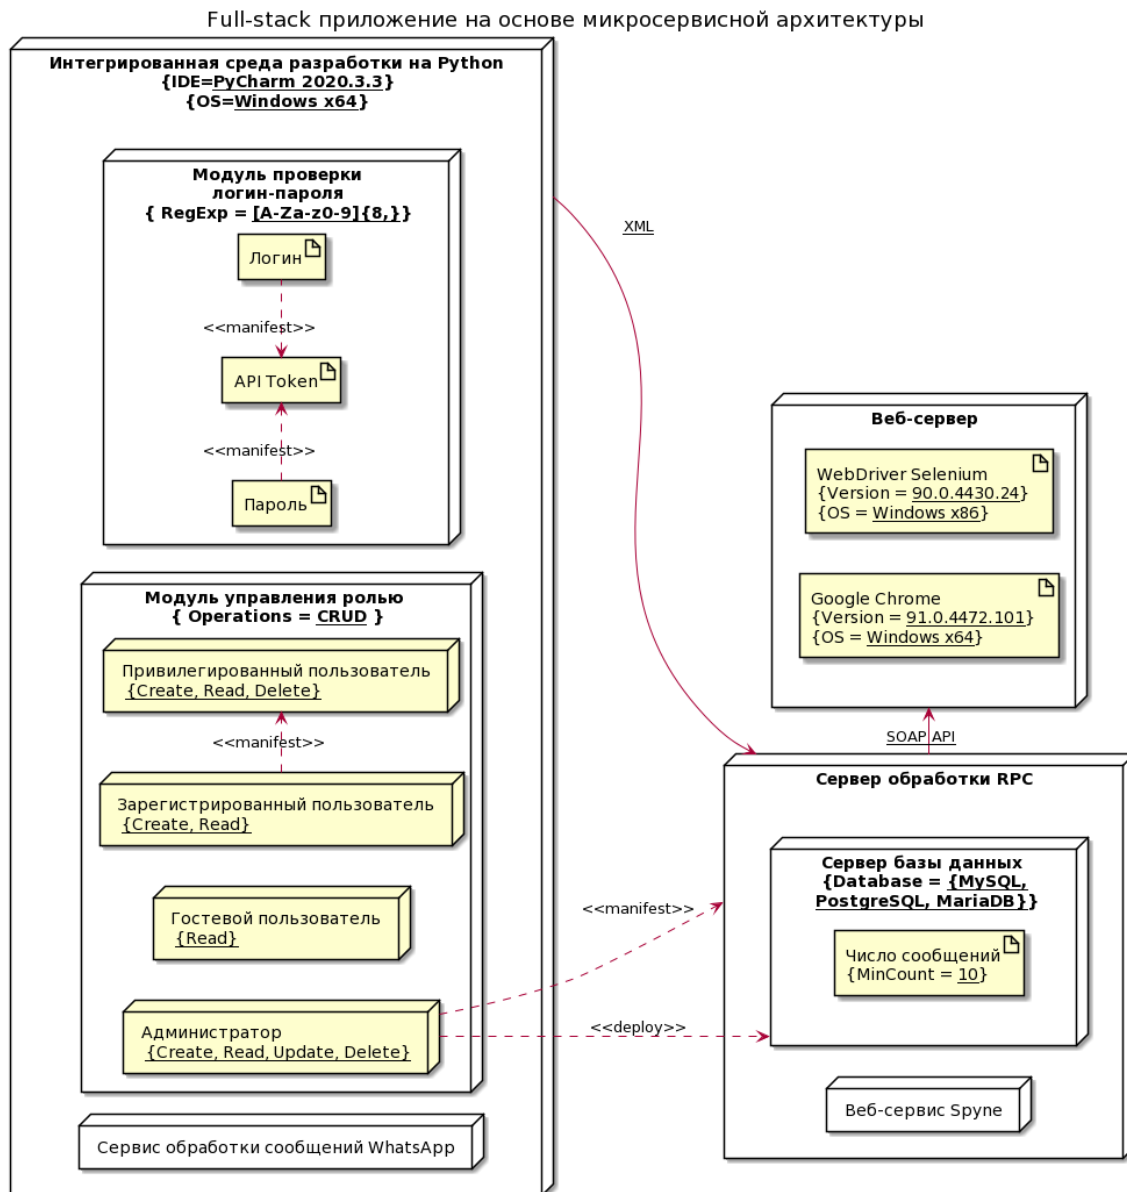 Full-stack приложение на основе микросервисной архитектуры
Интегрированная среда разработки на Python
{IDE=PyCharm 2020.3.3}
{OS=Windows x64}
Модуль проверки
логин-пароля
{ RegExp = [A-Za-z0-9]{8,}}
Логин
<<manifest>>
API Token
<<manifest>>
Пароль
Модуль управления ролью
{ Operations = CRUD }
Привилегированный пользователь
{Create, Read, Delete}
<<manifest>>
Зарегистрированный пользователь
{Create, Read}
Гостевой пользователь
{Read}
Администратор
{Create, Read, Update, Delete}
Сервис обработки сообщений WhatsApp
XML
<<manifest>>
<<deploy>>
Веб-сервер
WebDriver Selenium
{Version = 90.0.4430.24}
{OS = Windows x86}
Google Chrome
{Version = 91.0.4472.101}
{OS = Windows x64}
SOAP API
Сервер обработки RPC
Сервер базы данных
{Database = {MySQL,
PostgreSQL, MariaDB}}
Число сообщений
{MinCount = 10}
Веб-сервис Spyne